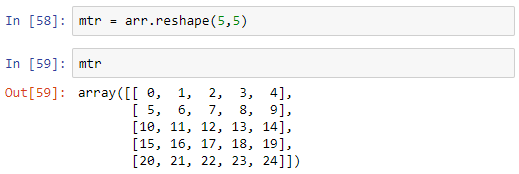 In [58]: mtr = arr.reshape(5,5)
In [59]: mtr
Out[59]: array([[ 0,  1,  2,  3,  4],
       [ 5,  6,  7,  8,  9],
       [10, 11, 12, 13, 14],
       [15, 16, 17, 18, 19],
       [20, 21, 22, 23, 24]])